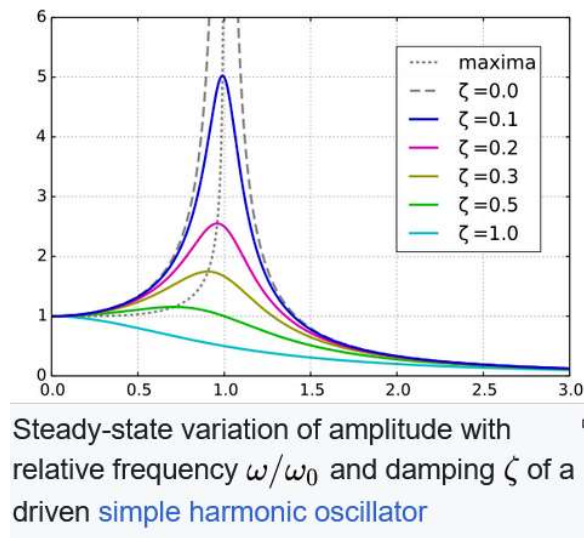 6
5
4
3
2
1
0
0.0 0.5 1.0 1.5 2.0 2.5 3.0
maxima
ζ=0.0
ζ=0.1
ζ=0.2
ζ=0.3
ζ=0.5
ζ=1.0
Steady-state variation of amplitude with
relative frequency ω/ω₀ and damping ζ of a
driven simple harmonic oscillator